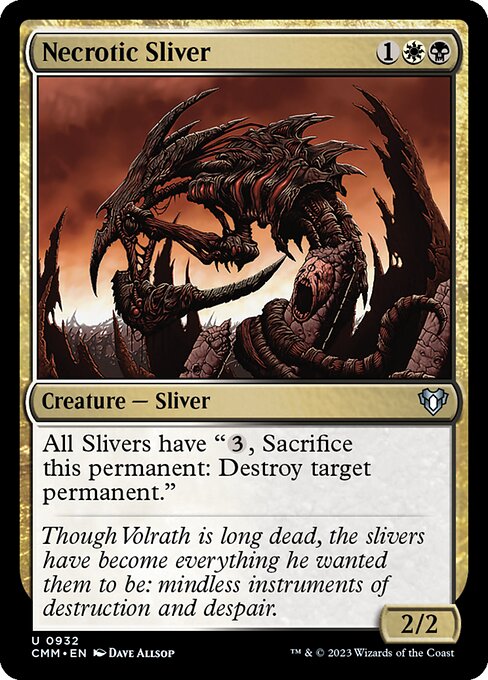 Necrotic Sliver 1
Creature — Sliver
All Slivers have “3, Sacrifice
this permanent: Destroy target
permanent.”
Though Volrath is long dead, the slivers
have become everything he wanted
them to be: mindless instruments of
destruction and despair.
2/2
U 0932
CMM • EN Dave Allsop
™ & © 2023 Wizards of the Coast